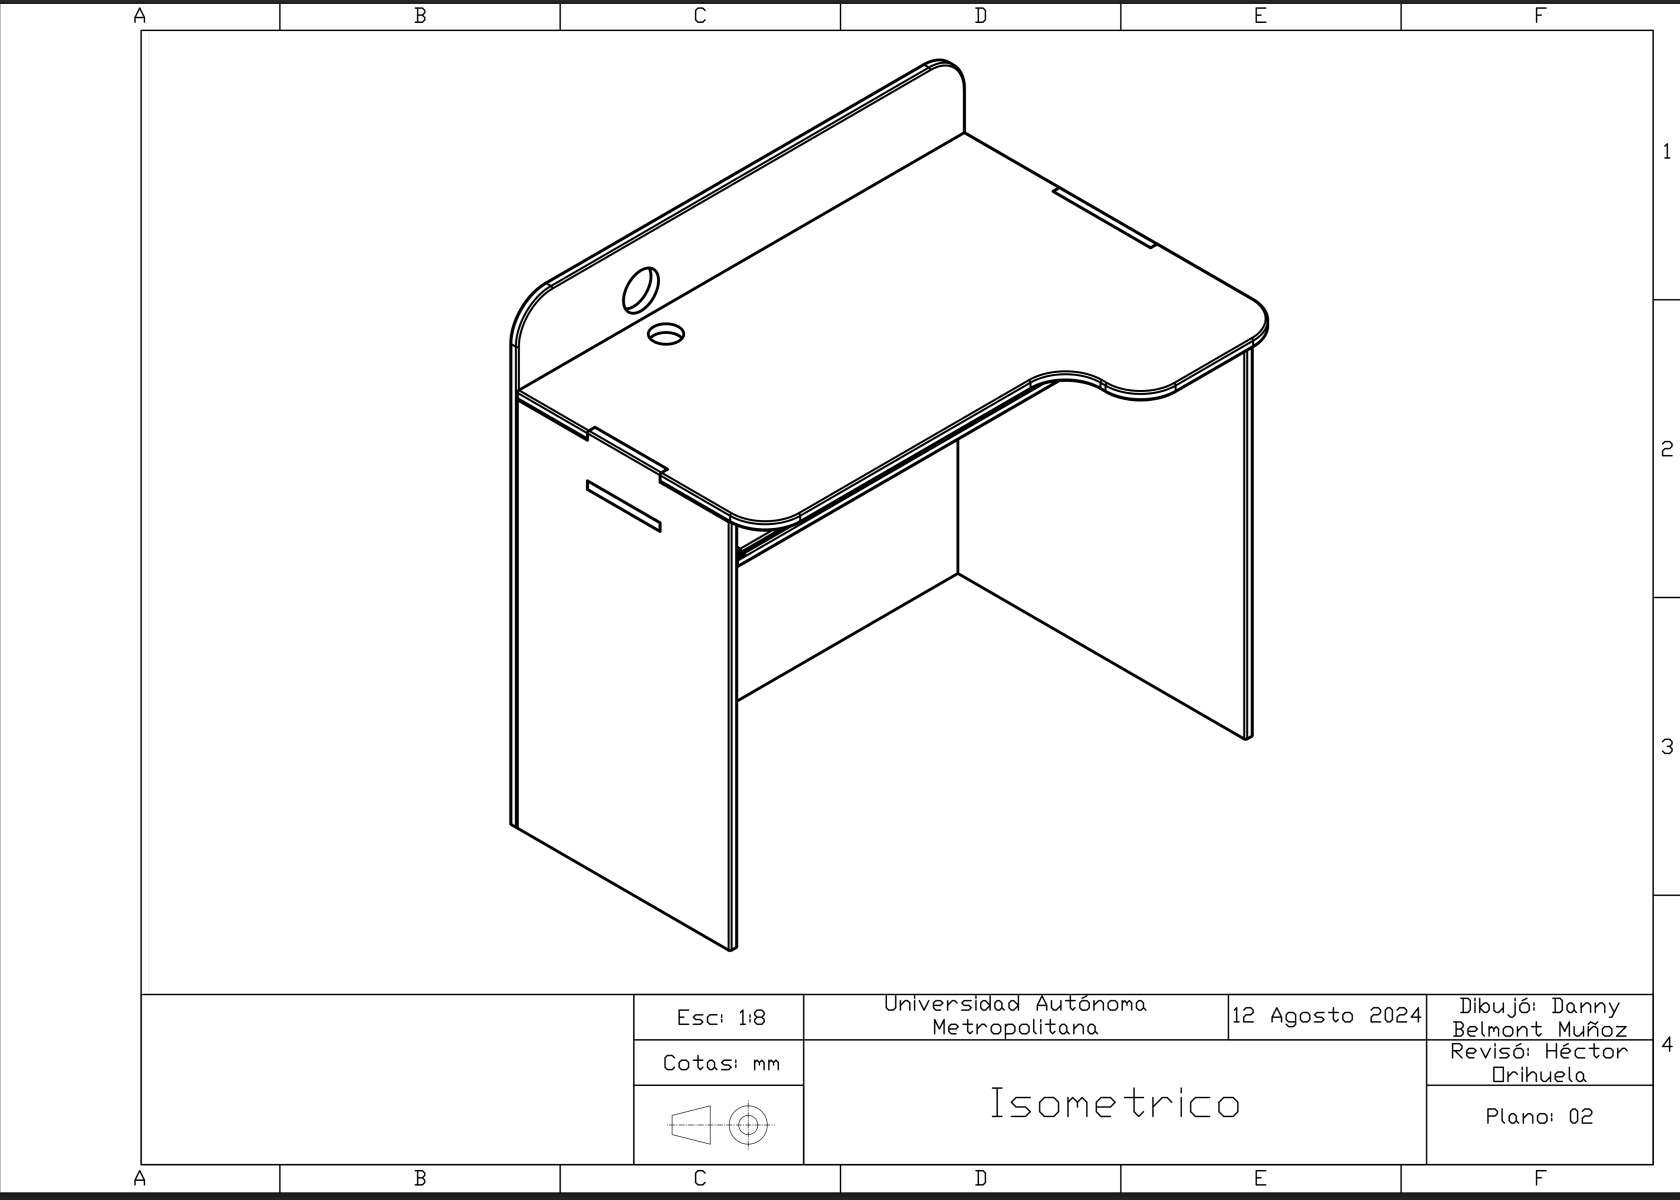 A B C D E F
1
2
3
4
Esc: 1:8
Universidad Autónoma
Metropolitana
12 Agosto 2024
Dibujó: Danny
Belmont Muñoz
Cotas: mm
Isometrico
Revisó: Héctor
Orihuela
Plano: 02
A B C D E F